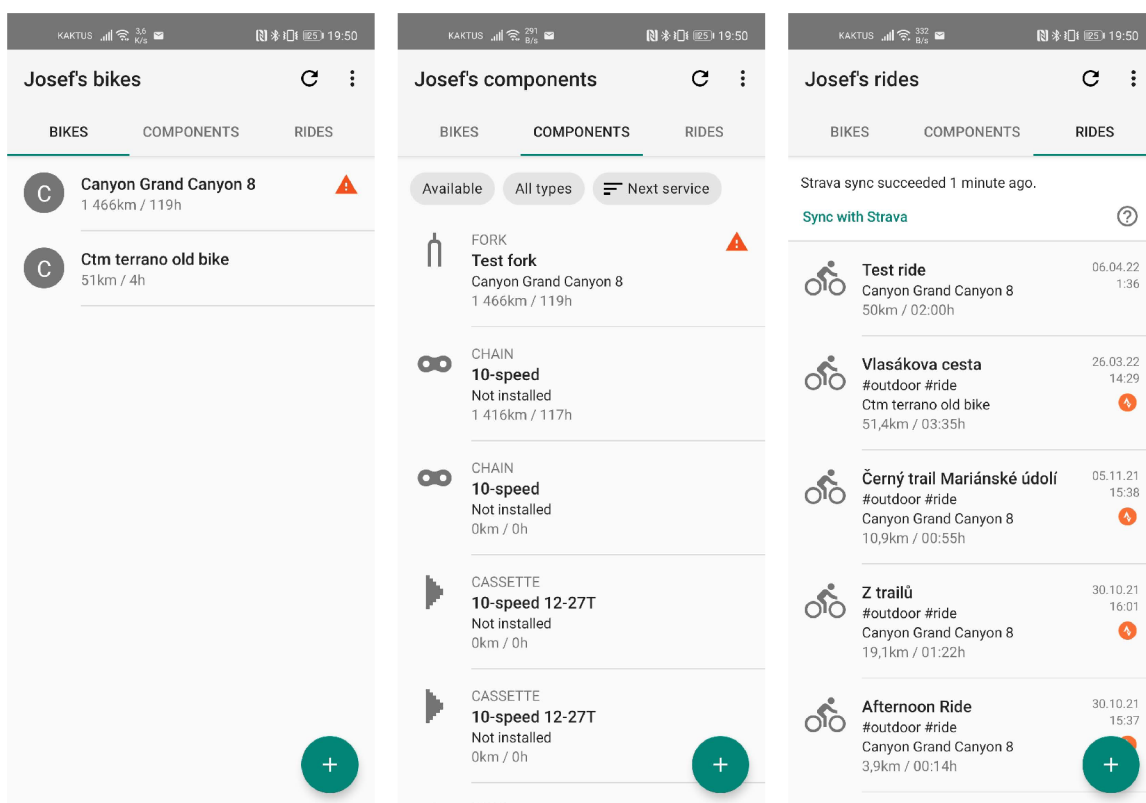 KAKTUS 3,6 K/s 25 19:50
Josef's bikes
BIKES COMPONENTS RIDES
C
Canyon Grand Canyon 8
1 466km / 119h
C
Ctm terrano old bike
51km / 4h
+
KAKTUS 291 B/s 25 19:50
Josef's components
BIKES COMPONENTS RIDES
Available All types Next service
FORK
Test fork
Canyon Grand Canyon 8
1 466km / 119h
CHAIN
10-speed
Not installed
1 416km / 117h
CHAIN
10-speed
Not installed
0km / 0h
CASSETTE
10-speed 12-27T
Not installed
0km / 0h
CASSETTE
10-speed 12-27T
Not installed
0km / 0h
+
KAKTUS 332 B/s 25 19:50
Josef's rides
BIKES COMPONENTS RIDES
Strava sync succeeded 1 minute ago.
Sync with Strava ?
Test ride 06.04.22
Canyon Grand Canyon 8 1:36
50km / 02:00h
Vlasákova cesta 26.03.22
#outdoor #ride 14:29
Ctm terrano old bike
51,4km / 03:35h
Černý trail Mariánské údolí 05.11.21
#outdoor #ride 15:38
Canyon Grand Canyon 8
10,9km / 00:55h
Z trailů 30.10.21
#outdoor #ride 16:01
Canyon Grand Canyon 8
19,1km / 01:22h
Afternoon Ride 30.10.21
#outdoor #ride 15:37
Canyon Grand Canyon 8
3,9km / 00:14h
+